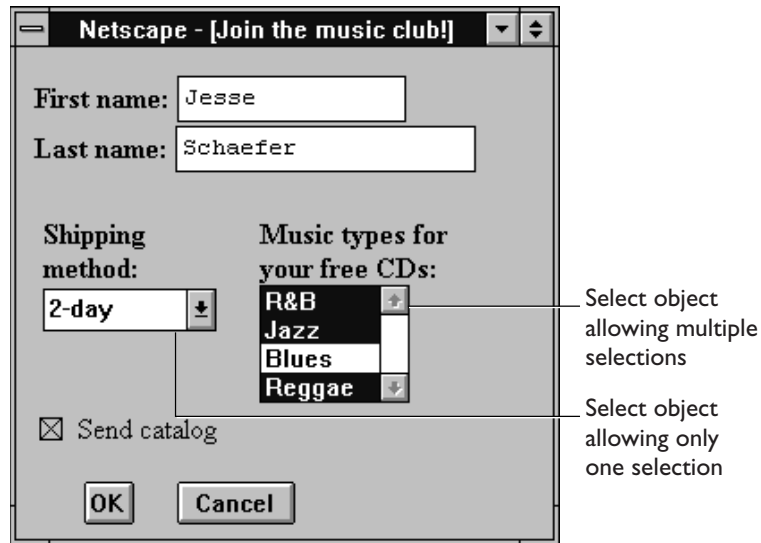 Netscape - [Join the music club!]
First name: Jesse
Last name: Schaefer
Shipping
method:
2-day
Music types for
your free CDs:
R&B
Jazz
Blues
Reggae
Select object
allowing multiple
selections
Select object
allowing only
one selection
Send catalog
OK Cancel